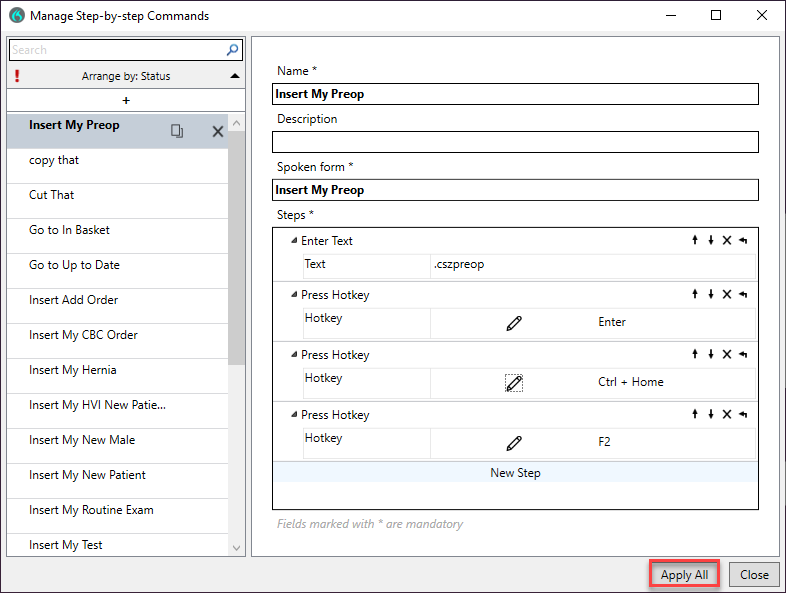 Manage Step-by-step Commands
Search
Arrange by: Status
+
Insert My Preop
copy that
Cut That
Go to In Basket
Go to Up to Date
Insert Add Order
Insert My CBC Order
Insert My Hernia
Insert My HVI New Patie...
Insert My New Male
Insert My New Patient
Insert My Routine Exam
Insert My Test
Name *
Insert My Preop
Description
Spoken form *
Insert My Preop
Steps *
Enter Text
Text .cszpreop
Press Hotkey
Hotkey Enter
Press Hotkey
Hotkey Ctrl + Home
Press Hotkey
Hotkey F2
New Step
Fields marked with * are mandatory
Apply All Close